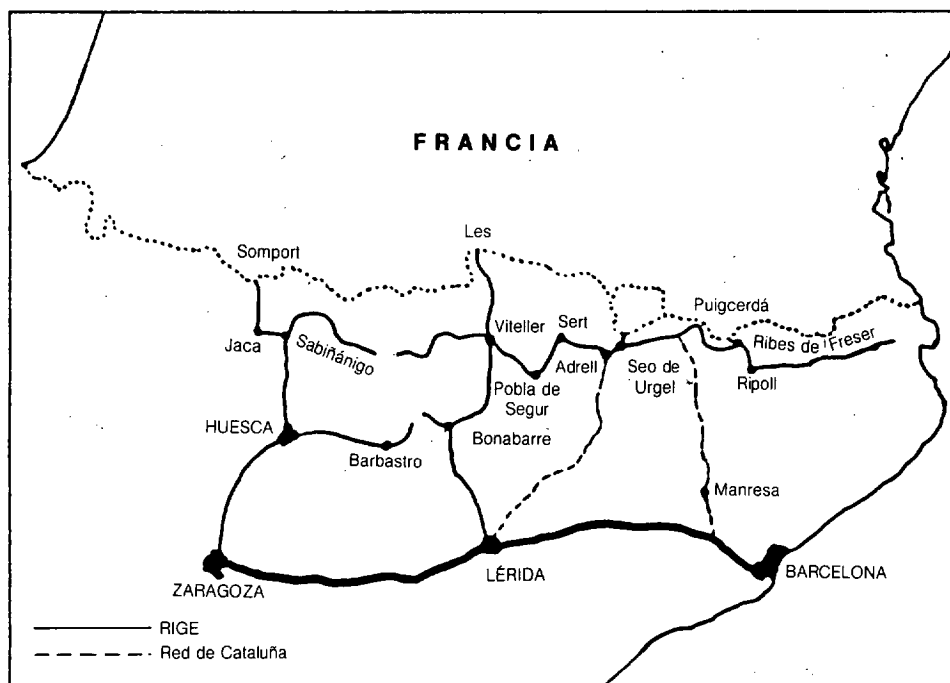 FRANCIA
Les
Somport
Puigcerdá
Viteller
Sert
Jaca
Sabiñánigo
Adrell
Ribes de Freser
Seo de
Urgel
Ripoll
Pobla de
Segur
HUESCA
Barbastro
Bonabarre
Manresa
ZARAGOZA
LÉRIDA
BARCELONA
RIGE
Red de Cataluña